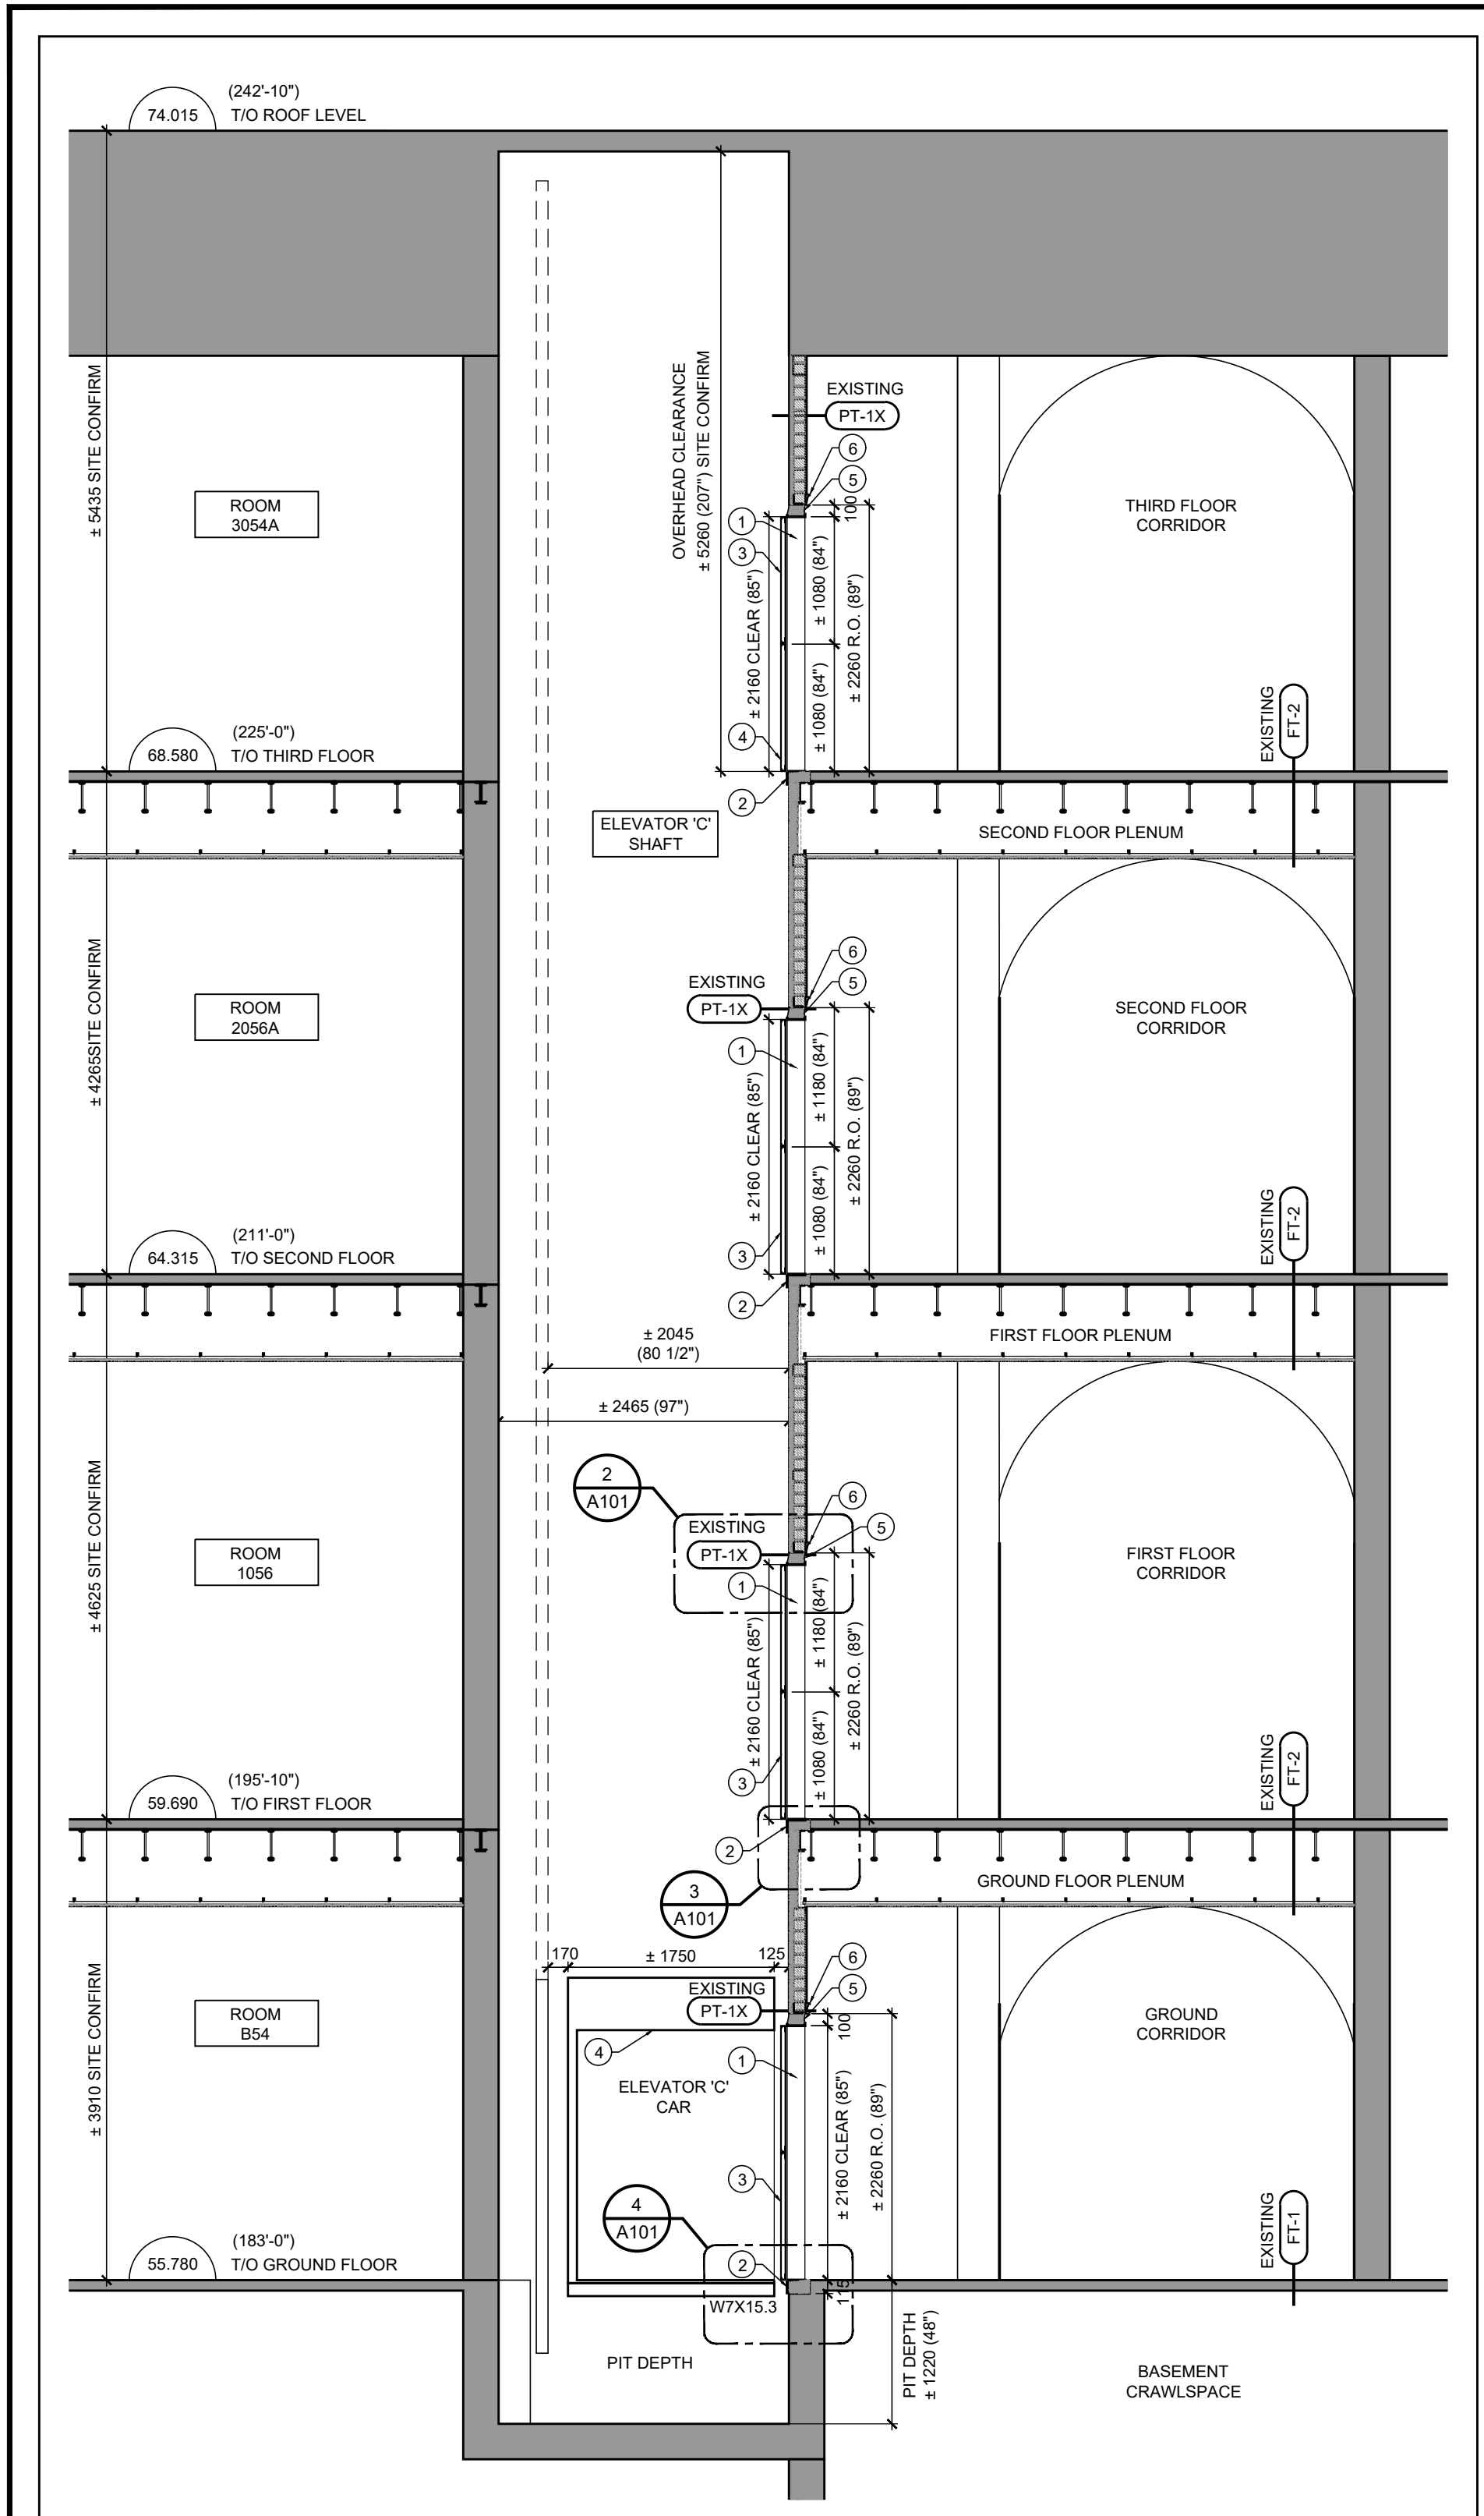 (242'-10")
74.015
T/O ROOF LEVEL
± 5435 SITE CONFIRM
OVERHEAD CLEARANCE
± 5260 (207") SITE CONFIRM
EXISTING
PT-1X
6
5
100
ROOM
3054A
1
3
± 2160 CLEAR (85")
± 1080 (84")
± 1080 (84")
± 2260 R.O. (89")
4
THIRD FLOOR
CORRIDOR
EXISTING
FT-2
(225'-0")
68.580
T/O THIRD FLOOR
2
ELEVATOR 'C'
SHAFT
SECOND FLOOR PLENUM
± 4265SITE CONFIRM
ROOM
2056A
EXISTING
PT-1X
6
5
1
± 2160 CLEAR (85")
± 1180 (84")
± 1080 (84")
± 2260 R.O. (89")
3
SECOND FLOOR
CORRIDOR
EXISTING
FT-2
(211'-0")
64.315
T/O SECOND FLOOR
2
± 2045
(80 1/2")
± 2465 (97")
FIRST FLOOR PLENUM
2
A101
± 4625 SITE CONFIRM
ROOM
1056
EXISTING
PT-1X
6
5
1
± 2160 CLEAR (85")
± 1180 (84")
± 1080 (84")
± 2260 R.O. (89")
3
FIRST FLOOR
CORRIDOR
EXISTING
FT-2
(195'-10")
59.690
T/O FIRST FLOOR
2
3
A101
GROUND FLOOR PLENUM
170
± 1750
125
± 3910 SITE CONFIRM
ROOM
B54
EXISTING
PT-1X
6
5
100
4
1
ELEVATOR 'C'
CAR
± 2160 CLEAR (85")
± 2260 R.O. (89")
3
GROUND
CORRIDOR
EXISTING
FT-1
4
A101
(183'-0")
55.780
T/O GROUND FLOOR
2
115
W7X15.3
PIT DEPTH
PIT DEPTH
± 1220 (48")
BASEMENT
CRAWLSPACE